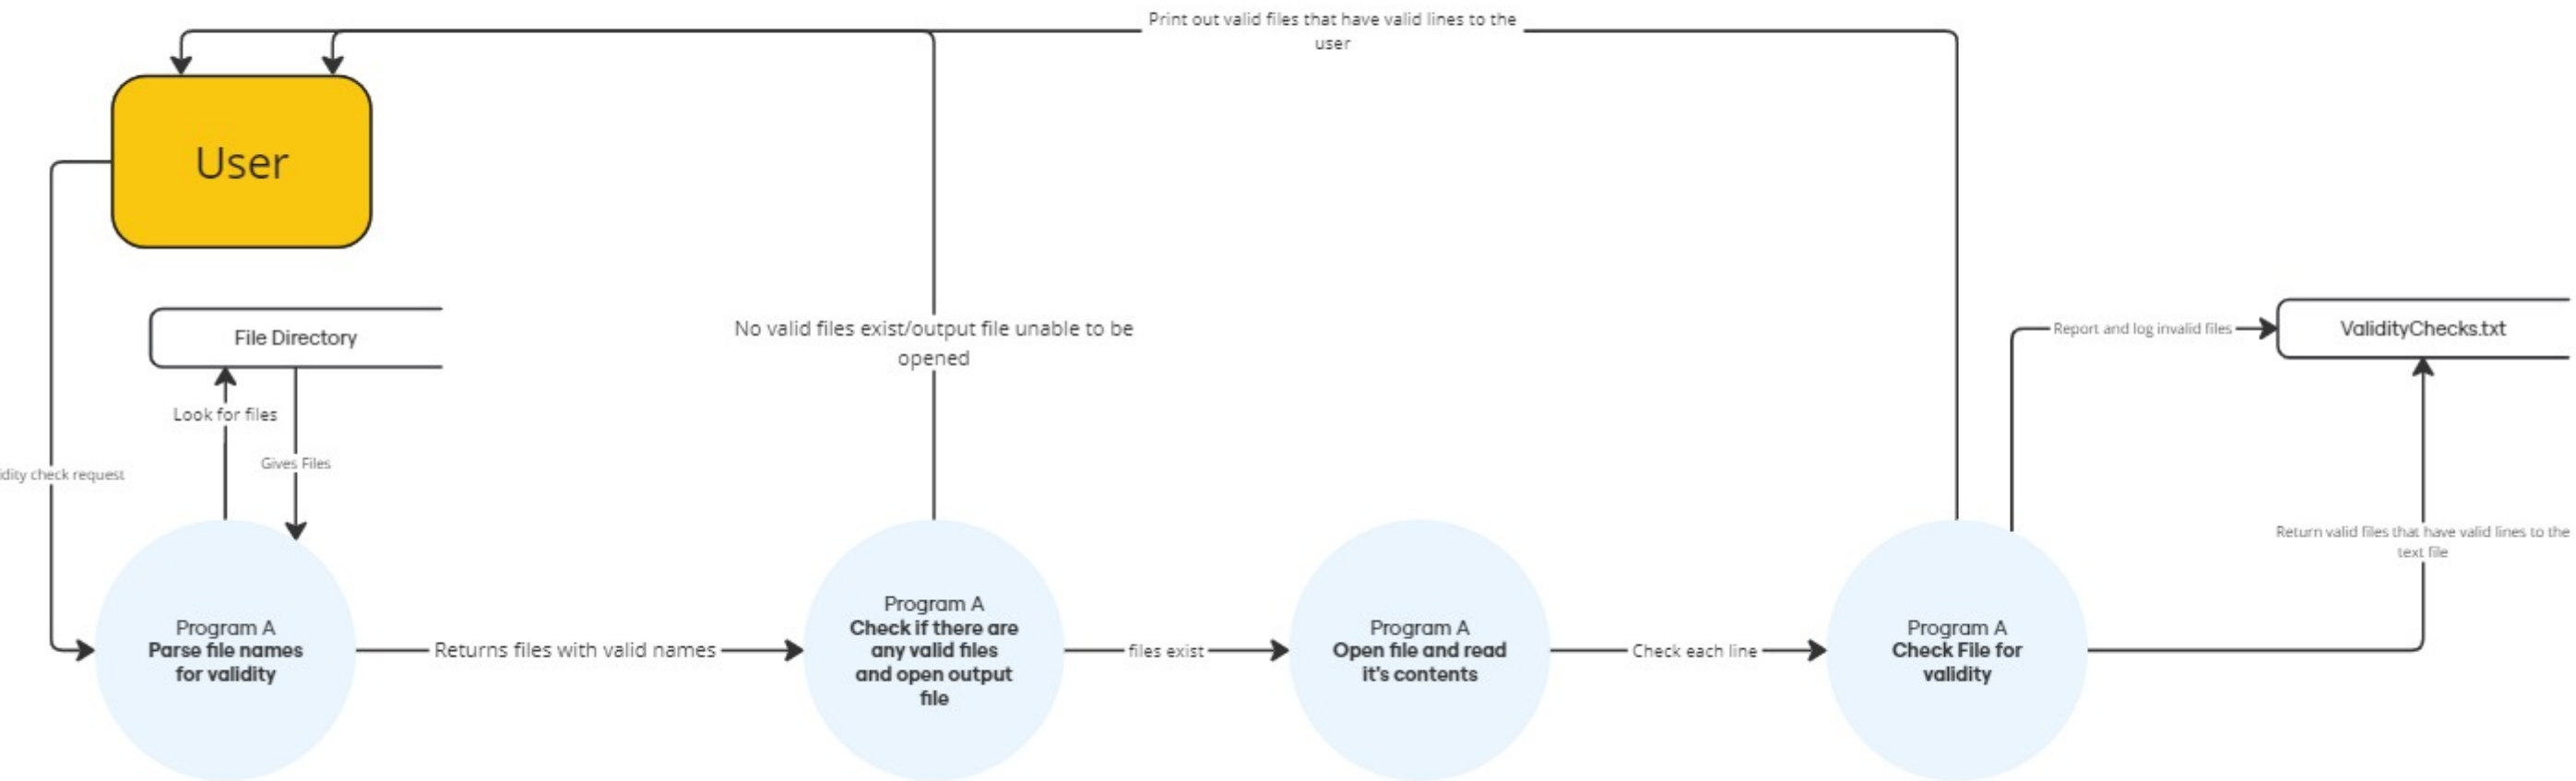 Print out valid files that have valid lines to the
user
User
File Directory
No valid files exist/output file unable to be
opened
Report and log invalid files
ValidityChecks.txt
Look for files
Gives Files
check request
Return valid files that have valid lines to the
text file
Program A
Parse file names
for validity
Returns files with valid names
Program A
Check if there are
any valid files
and open output
file
files exist
Program A
Open file and read
it's contents
Check each line
Program A
Check File for
validity